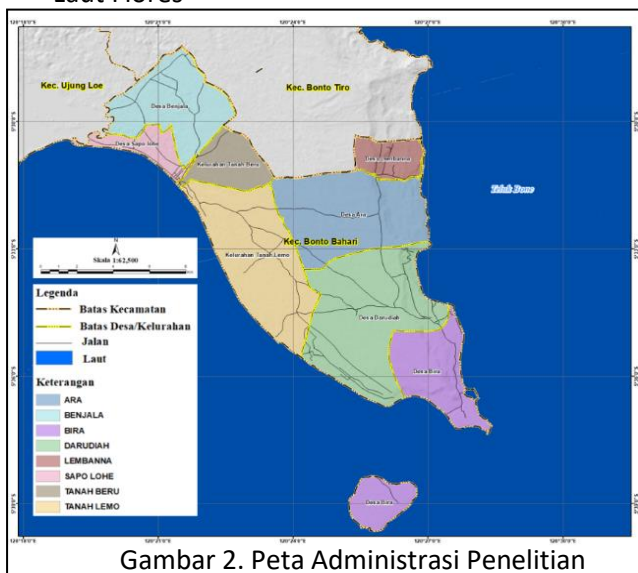 Laut Flores
Kec. Ujung Loe
Kec. Bonto Tiro
Desa Benjala
Desa Sapo lohe
Kelurahan Tanah Beru
Desa Lembanna
Desa Ara
Kec. Bonto Bahari
Kelurahan Tanah Lemo
Desa Darudiah
Desa Bira
Desa Bira
Teluk Bone
N
Skala 1:62,500
Legenda
Batas Kecamatan
Batas Desa/Kelurahan
Jalan
Laut
Keterangan
ARA
BENJALA
BIRA
DARUDIAH
LEMBANNA
SAPO LOHE
TANAH BERU
TANAH LEMO
Gambar 2. Peta Administrasi Penelitian